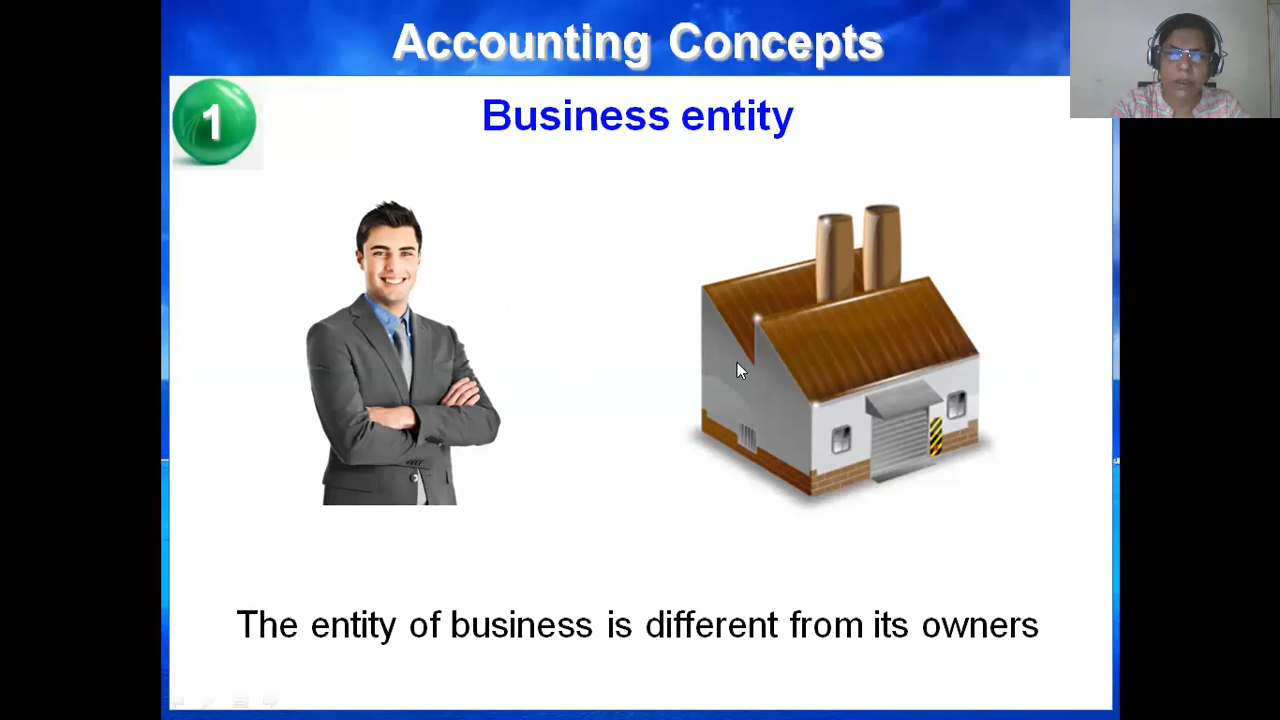 Accounting Concepts
1
Business entity
The entity of business is different from its owners